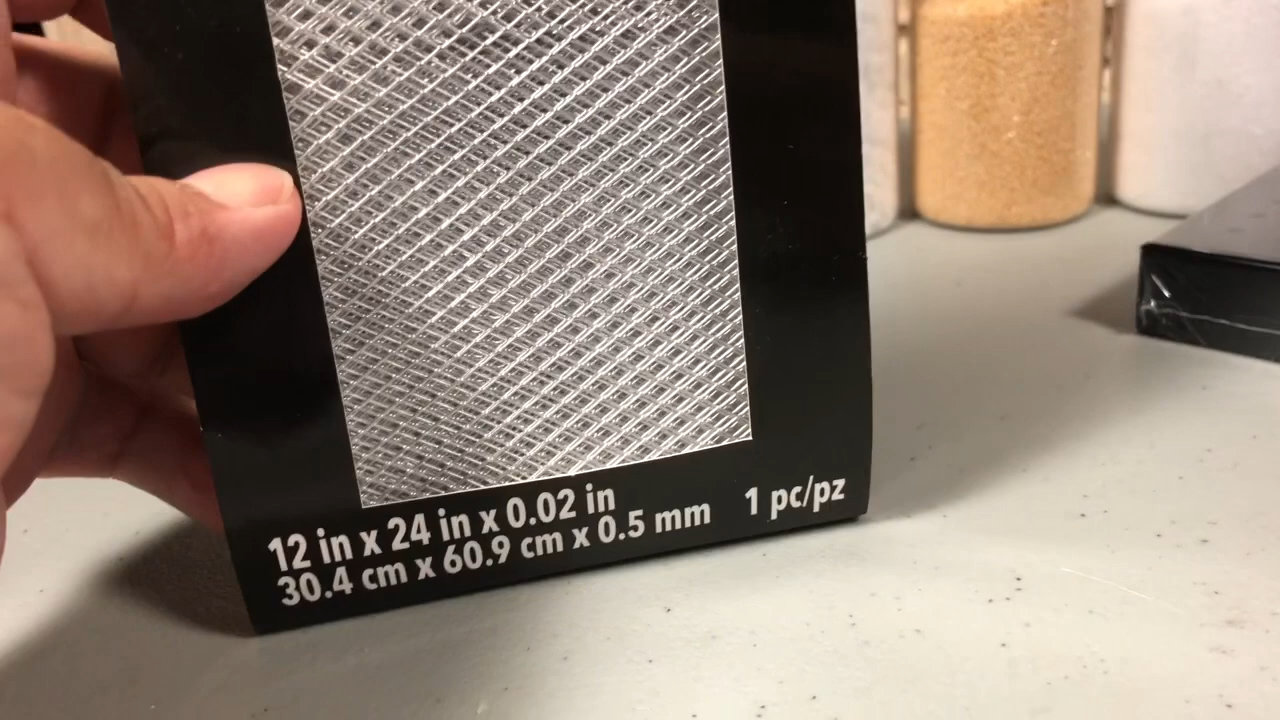 12 in x 24 in x 0.02 in
30.4 cm x 60.9 cm x 0.5 mm 1 pc/pz